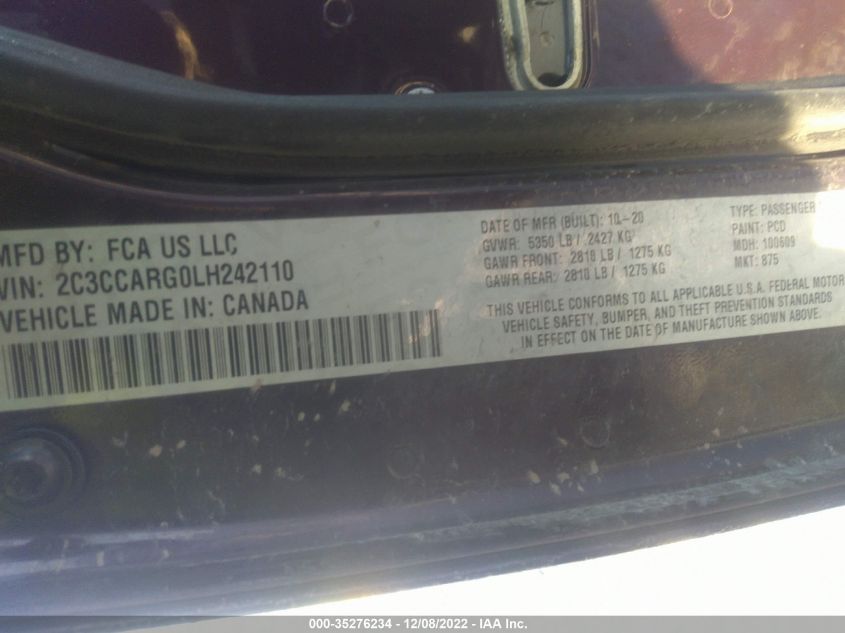 MFD BY: FCA US LLC
VIN: 2C3CCARG0LH242110
VEHICLE MADE IN: CANADA
DATE OF MFR (BUILT): 10-20
GVWR: 5350 LB / 2427 KG
GAWR FRONT: 2818 LB / 1275 KG
GAWR REAR: 2818 LB / 1275 KG
TYPE: PASSENGER
PAINT: PCD
MDH: 100609
MKT: 875
THIS VEHICLE CONFORMS TO ALL APPLICABLE U.S.A. FEDERAL MOTOR
VEHICLE SAFETY, BUMPER, AND THEFT PREVENTION STANDARDS
IN EFFECT ON THE DATE OF MANUFACTURE SHOWN ABOVE.
000-35276234 - 12/08/2022 - IAA Inc.